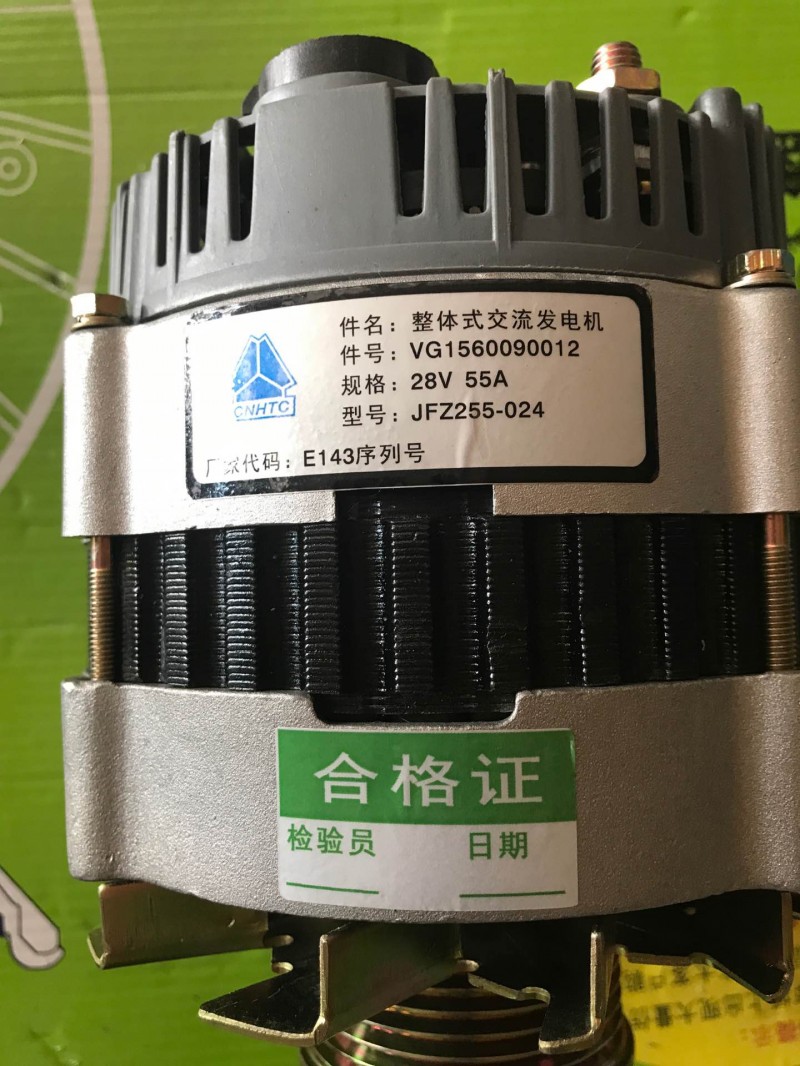 件名：整体式交流发电机
件号：VG1560090012
规格：28V 55A
型号：JFZ255-024
CNHTC
厂家代码：E143序列号
合格证
检验员 日期